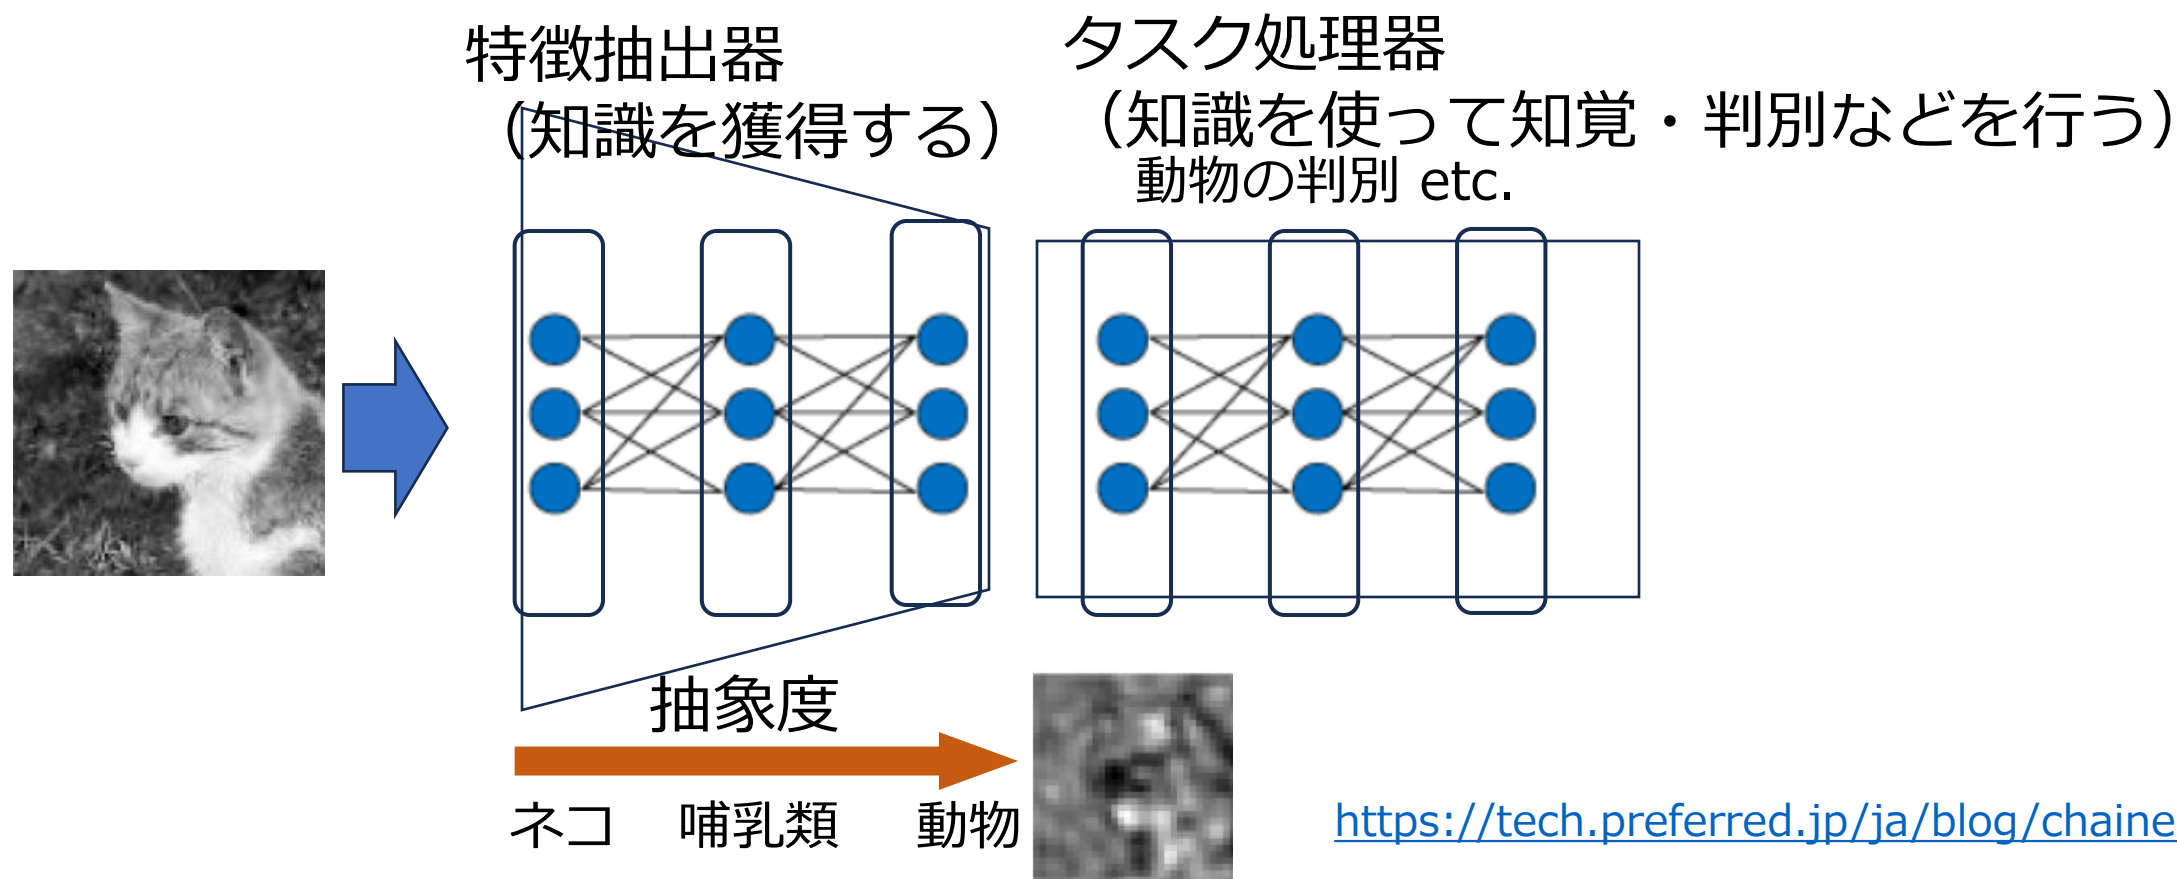 特徴抽出器
（知識を獲得する）
タスク処理器
（知識を使って知覚・判別などを行う）
動物の判別 etc.
抽象度
ネコ 哺乳類 動物
https://tech.preferred.jp/ja/blog/chaine